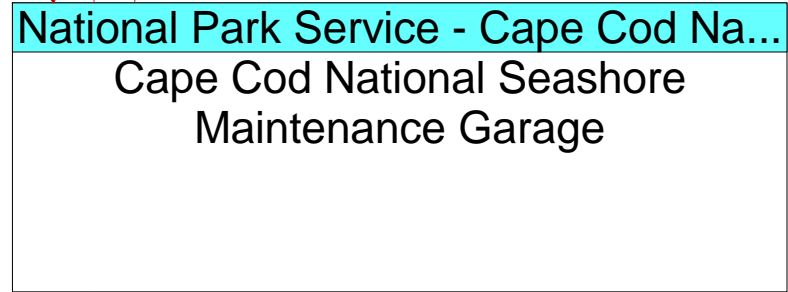 National Park Service - Cape Cod Na...
Cape Cod National Seashore
Maintenance Garage